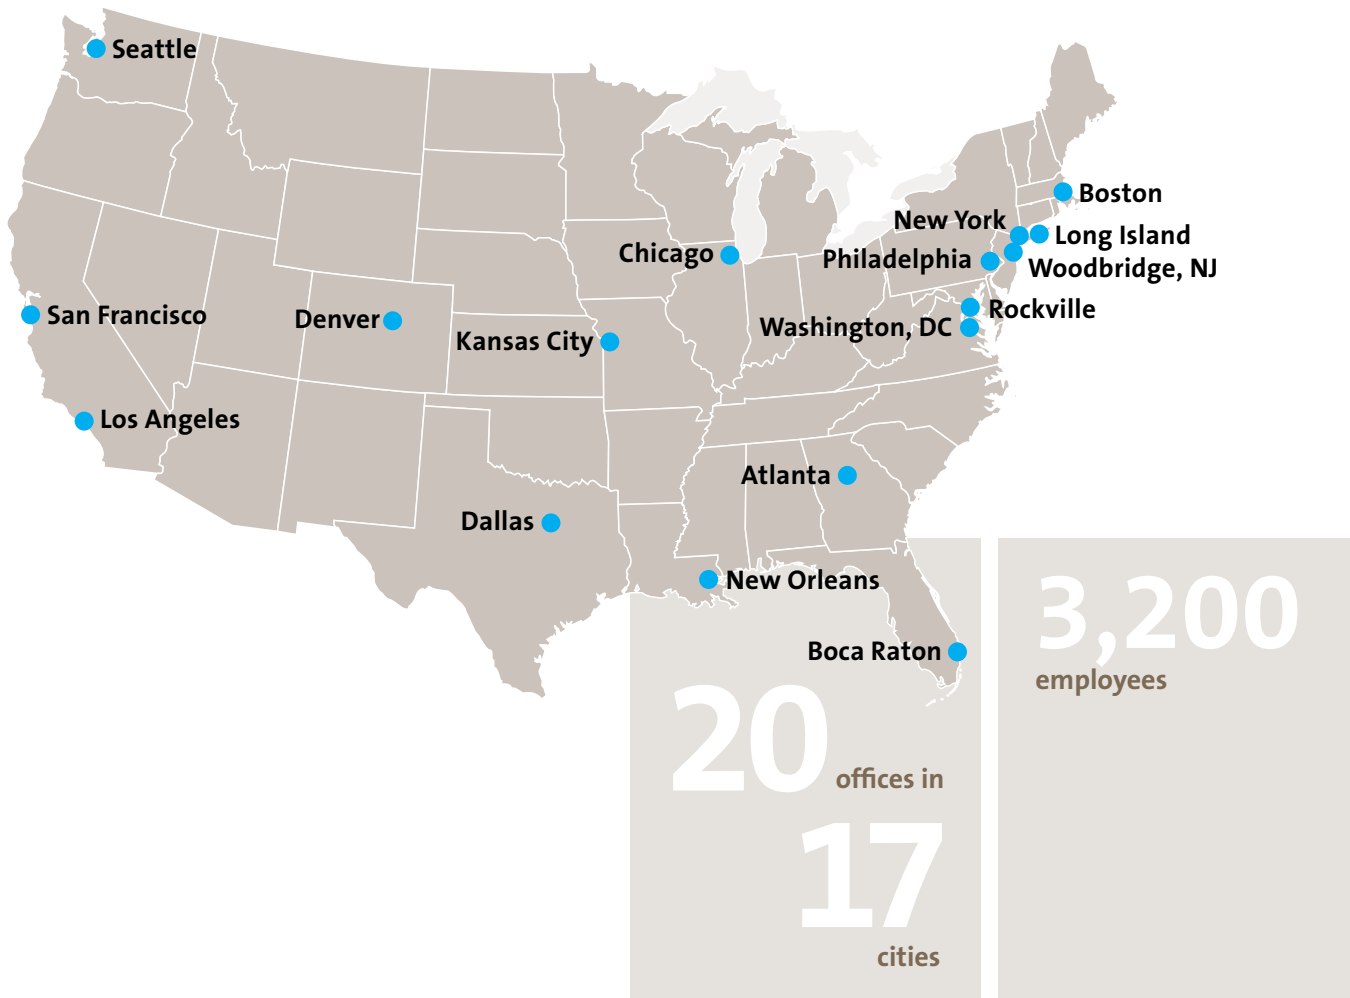 Seattle
Boston
New York
Long Island
Chicago
Philadelphia
Woodbridge, NJ
San Francisco
Denver
Rockville
Washington, DC
Kansas City
Los Angeles
Atlanta
Dallas
New Orleans
Boca Raton
3,200
employees
20
offices in
17
cities